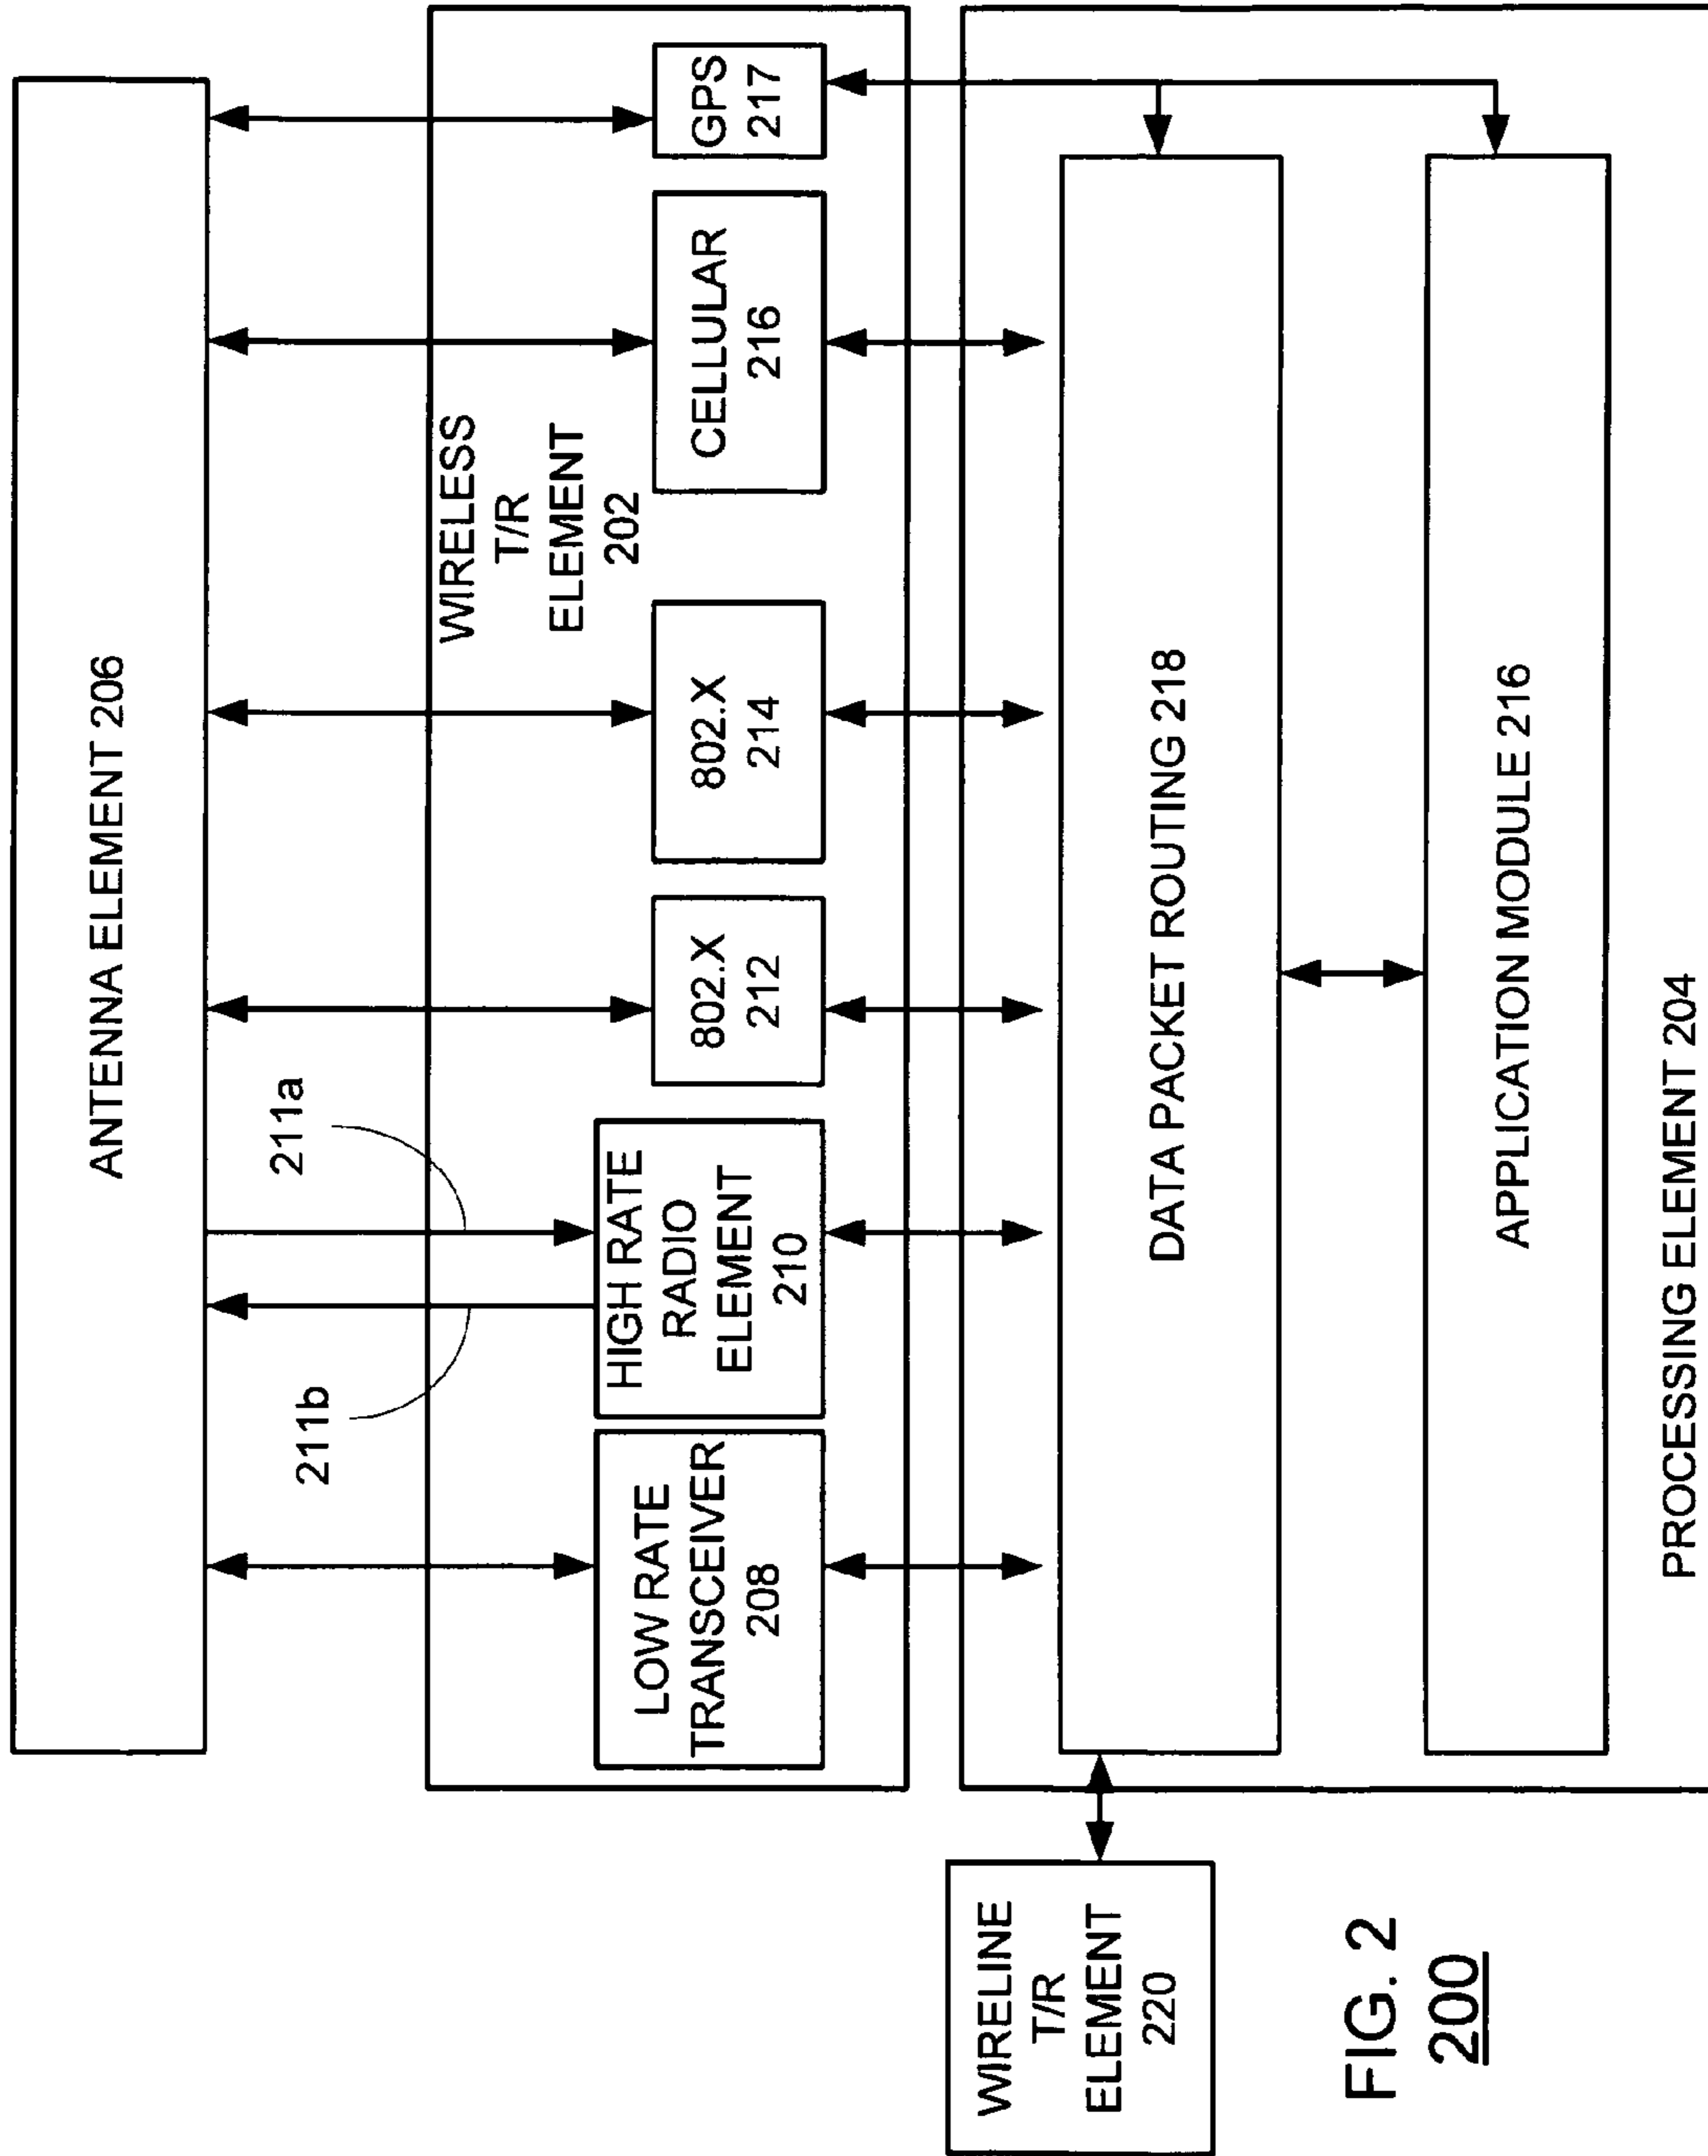 ANTENNA ELEMENT 206
211b
211a
WIRELESS
T/R
ELEMENT
202
LOW RATE
TRANSCEIVER
208
HIGH RATE
RADIO
ELEMENT
210
802.X
212
802.X
214
CELLULAR
216
GPS
217
WIRELINE
T/R
ELEMENT
220
DATA PACKET ROUTING 218
APPLICATION MODULE 216
PROCESSING ELEMENT 204
FIG. 2
200